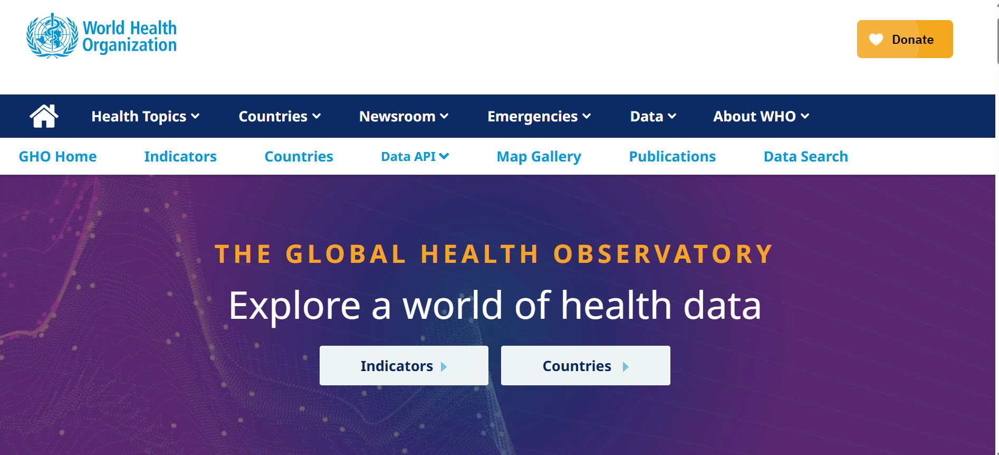 World Health
Organization
Donate
Health Topics Countries Newsroom Emergencies Data About WHO
GHO Home Indicators Countries Data API Map Gallery Publications Data Search
THE GLOBAL HEALTH OBSERVATORY
Explore a world of health data
Indicators Countries